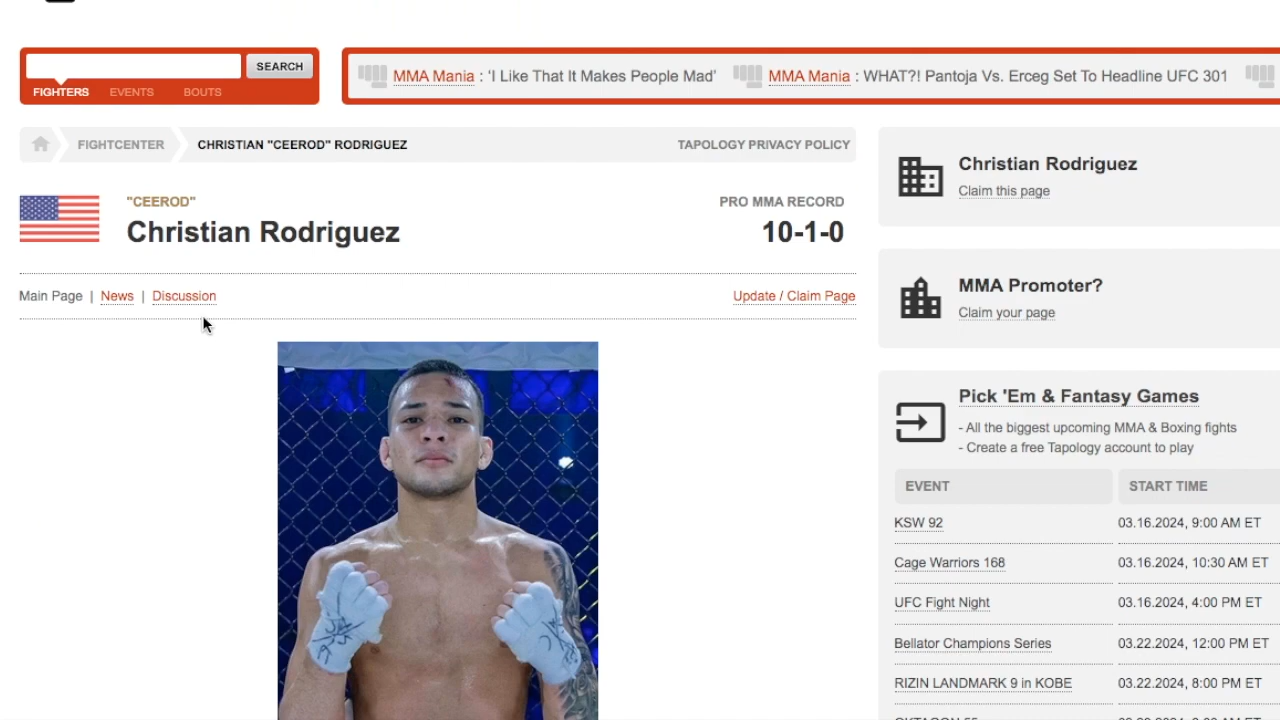 SEARCH
FIGHTERS EVENTS BOUTS
MMA Mania : 'I Like That It Makes People Mad' MMA Mania : WHAT?! Pantoja Vs. Erceg Set To Headline UFC 301
FIGHTCENTER CHRISTIAN "CEEROD" RODRIGUEZ TAPOLOGY PRIVACY POLICY
"CEEROD" PRO MMA RECORD
Christian Rodriguez 10-1-0
Main Page | News | Discussion Update / Claim Page
Christian Rodriguez
Claim this page
MMA Promoter?
Claim your page
Pick 'Em & Fantasy Games
- All the biggest upcoming MMA & Boxing fights
- Create a free Tapology account to play
EVENT START TIME
KSW 92 03.16.2024, 9:00 AM ET
Cage Warriors 168 03.16.2024, 10:30 AM ET
UFC Fight Night 03.16.2024, 4:00 PM ET
Bellator Champions Series 03.22.2024, 12:00 PM ET
RIZIN LANDMARK 9 in KOBE 03.22.2024, 8:00 PM ET